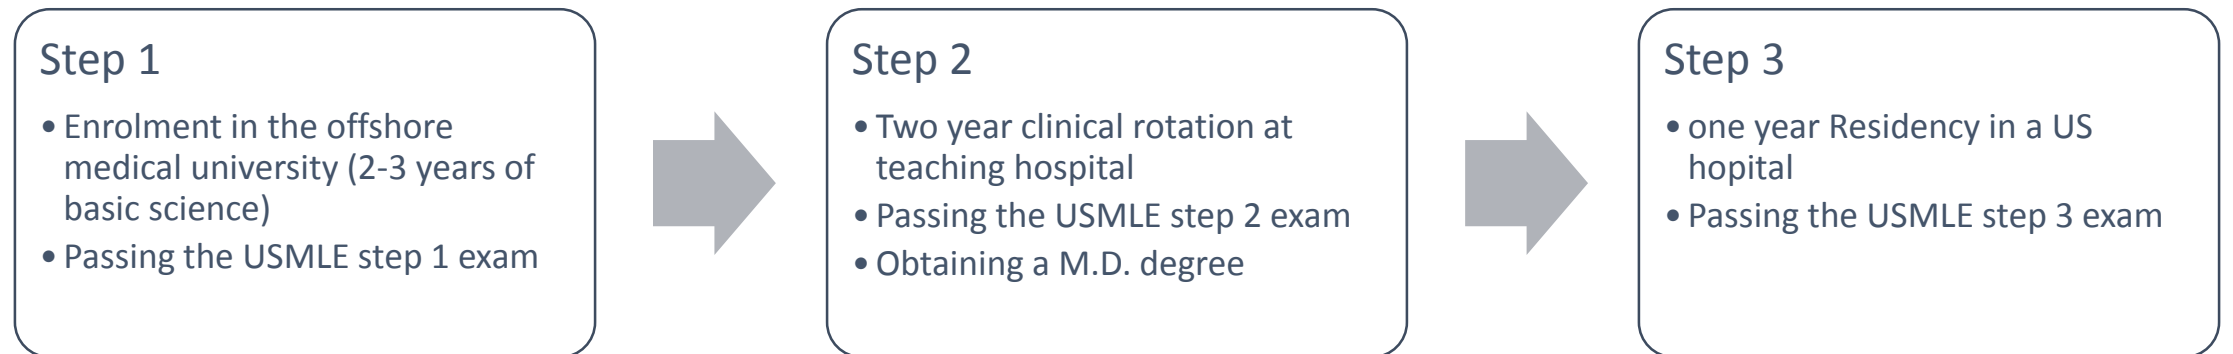 Step 1
• Enrolment in the offshore
medical university (2-3 years of
basic science)
• Passing the USMLE step 1 exam
Step 2
• Two year clinical rotation at
teaching hospital
• Passing the USMLE step 2 exam
• Obtaining a M.D. degree
Step 3
• one year Residency in a US
hopital
• Passing the USMLE step 3 exam